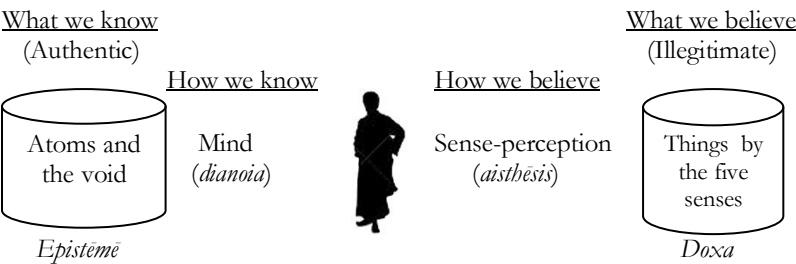 What we know
(Authentic)
How we know
Atoms and
the void
Mind
(dianoia)
Epistēmē
How we believe
Sense-perception
(aisthēsis)
What we believe
(Illegitimate)
Things by
the five
senses
Doxa